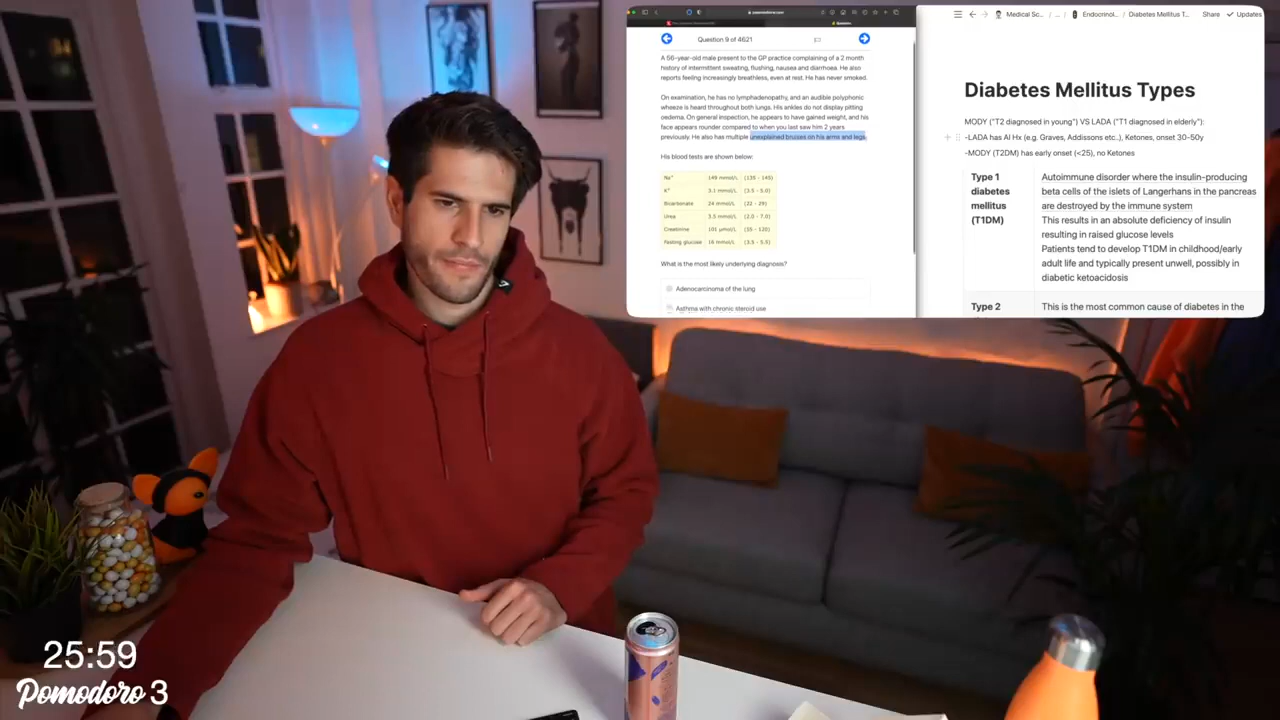 Question 9 of 4621
A 56-year-old male present to the GP practice complaining of a 2 month
history of intermittent sweating, flushing, nausea and diarrhoea. He also
reports feeling increasingly breathless, even at rest. He has never smoked.
On examination, he has no lymphadenopathy, and an audible polyphonic
wheeze is heard throughout both lungs. His ankles do not display pitting
oedema. On general inspection, he appears to have gained weight, and his
face appears rounder compared to when you last saw him 2 years
previously. He also has multiple unexplained bruises on his arms and legs.
His blood tests are shown below:
Na⁺ 149 mmol/L (135 - 145)
K⁺ 3.1 mmol/L (3.5 - 5.0)
Bicarbonate 24 mmol/L (22 - 29)
Urea 3.5 mmol/L (2.0 - 7.0)
Creatinine 101 µmol/L (55 - 120)
Fasting glucose 16 mmol/L (3.5 - 5.5)
What is the most likely underlying diagnosis?
Adenocarcinoma of the lung
Asthma with chronic steroid use
Medical Sc... / ... / Endocrinol... / Diabetes Mellitus T... Share Updates
Diabetes Mellitus Types
MODY ("T2 diagnosed in young") VS LADA ("T1 diagnosed in elderly"):
-LADA has AI Hx (e.g. Graves, Addisons etc..), Ketones, onset 30-50y
-MODY (T2DM) has early onset (<25), no Ketones
Type 1
diabetes
mellitus
(T1DM)
Autoimmune disorder where the insulin-producing
beta cells of the islets of Langerhans in the pancreas
are destroyed by the immune system
This results in an absolute deficiency of insulin
resulting in raised glucose levels
Patients tend to develop T1DM in childhood/early
adult life and typically present unwell, possibly in
diabetic ketoacidosis
Type 2
This is the most common cause of diabetes in the
25:59
Pomodoro 3